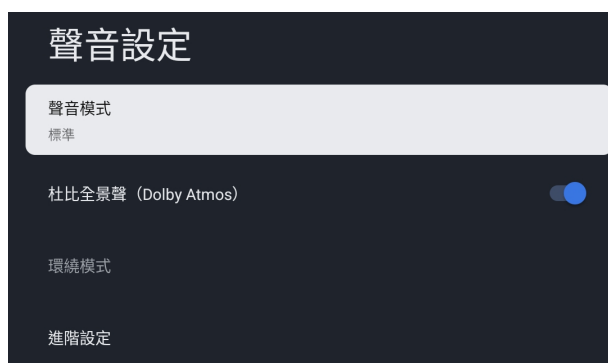 聲音設定
聲音模式
標準
杜比全景聲（Dolby Atmos）
環繞模式
進階設定